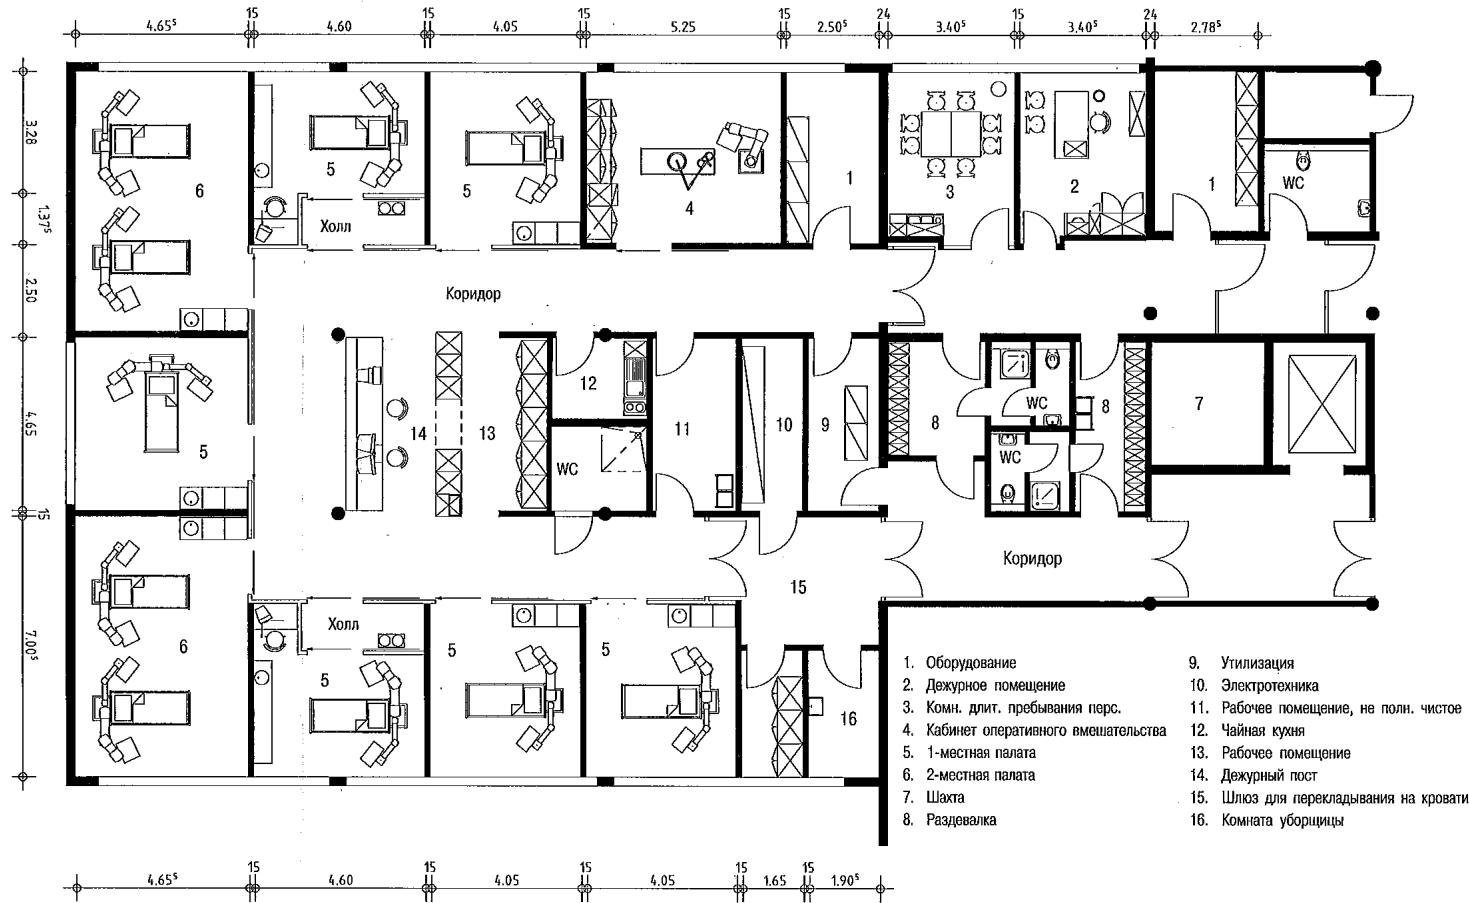 15 15 15 15 24 15 24
4.65⁵ 4.60 4.05 5.25 2.50⁵ 3.40⁵ 3.40⁵ 2.78⁵
3.28
1.37⁵
2.50
4.65
15
7.00⁵
6
5
Холл
5
4
1
3
2
1
WC
Коридор
5
14
13
12
WC
11
10
9
8
WC
WC
8
7
6
Холл
5
5
5
15
16
Коридор
1. Оборудование
2. Дежурное помещение
3. Комн. длит. пребывания перс.
4. Кабинет оперативного вмешательства
5. 1-местная палата
6. 2-местная палата
7. Шахта
8. Раздевалка
9. Утилизация
10. Электротехника
11. Рабочее помещение, не полн. чистое
12. Чайная кухня
13. Рабочее помещение
14. Дежурный пост
15. Шлюз для перекладывания на кровати
16. Комната уборщицы
15 15 15 15 15
4.65⁵ 4.60 4.05 4.05 1.65 1.90⁵